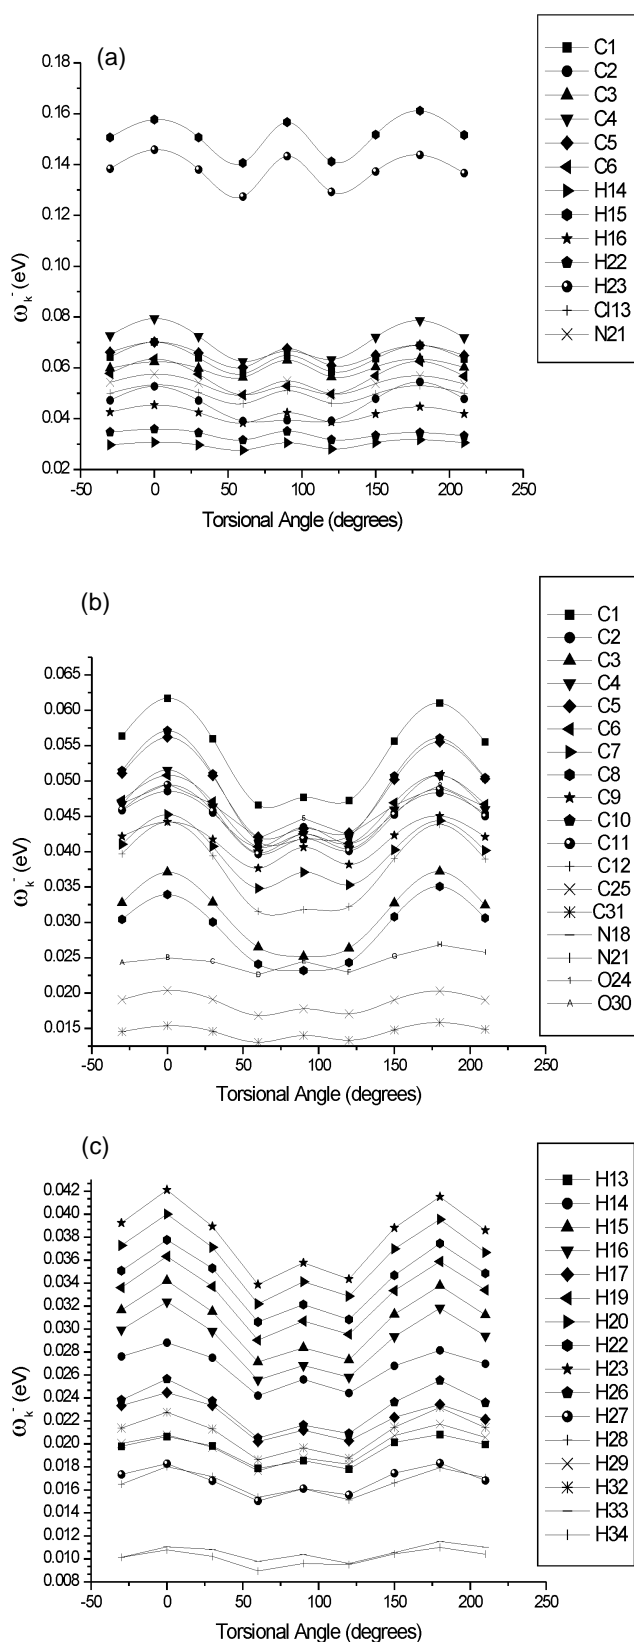 (a)
0.18
0.16
0.14
0.12
0.10
0.08
0.06
0.04
0.02
-50 0 50 100 150 200 250
ω_k^- (eV)
Torsional Angle (degrees)
C1
C2
C3
C4
C5
C6
H14
H15
H16
H22
H23
Cl13
N21
(b)
0.065
0.060
0.055
0.050
0.045
0.040
0.035
0.030
0.025
0.020
0.015
-50 0 50 100 150 200 250
ω_k^- (eV)
Torsional Angle (degrees)
A B C D E F G H I
C1
C2
C3
C4
C5
C6
C7
C8
C9
C10
C11
C12
C25
C31
N18
N21
O24
O30
(c)
0.042
0.040
0.038
0.036
0.034
0.032
0.030
0.028
0.026
0.024
0.022
0.020
0.018
0.016
0.014
0.012
0.010
0.008
-50 0 50 100 150 200 250
ω_k^- (eV)
Torsional Angle (degrees)
H13
H14
H15
H16
H17
H19
H20
H22
H23
H26
H27
H28
H29
H32
H33
H34